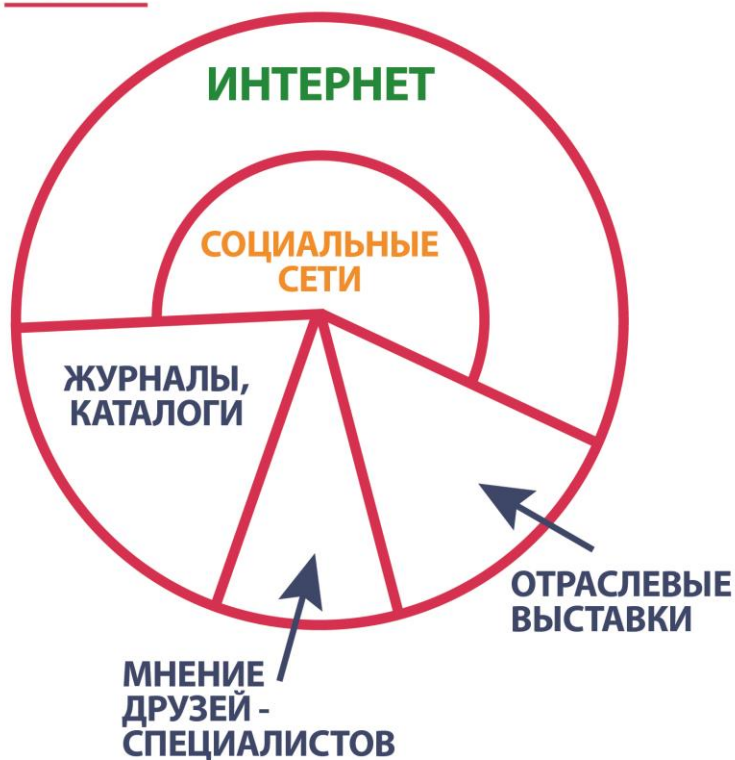 ИНТЕРНЕТ
СОЦИАЛЬНЫЕ
СЕТИ
ЖУРНАЛЫ,
КАТАЛОГИ
ОТРАСЛЕВЫЕ
ВЫСТАВКИ
МНЕНИЕ
ДРУЗЕЙ -
СПЕЦИАЛИСТОВ